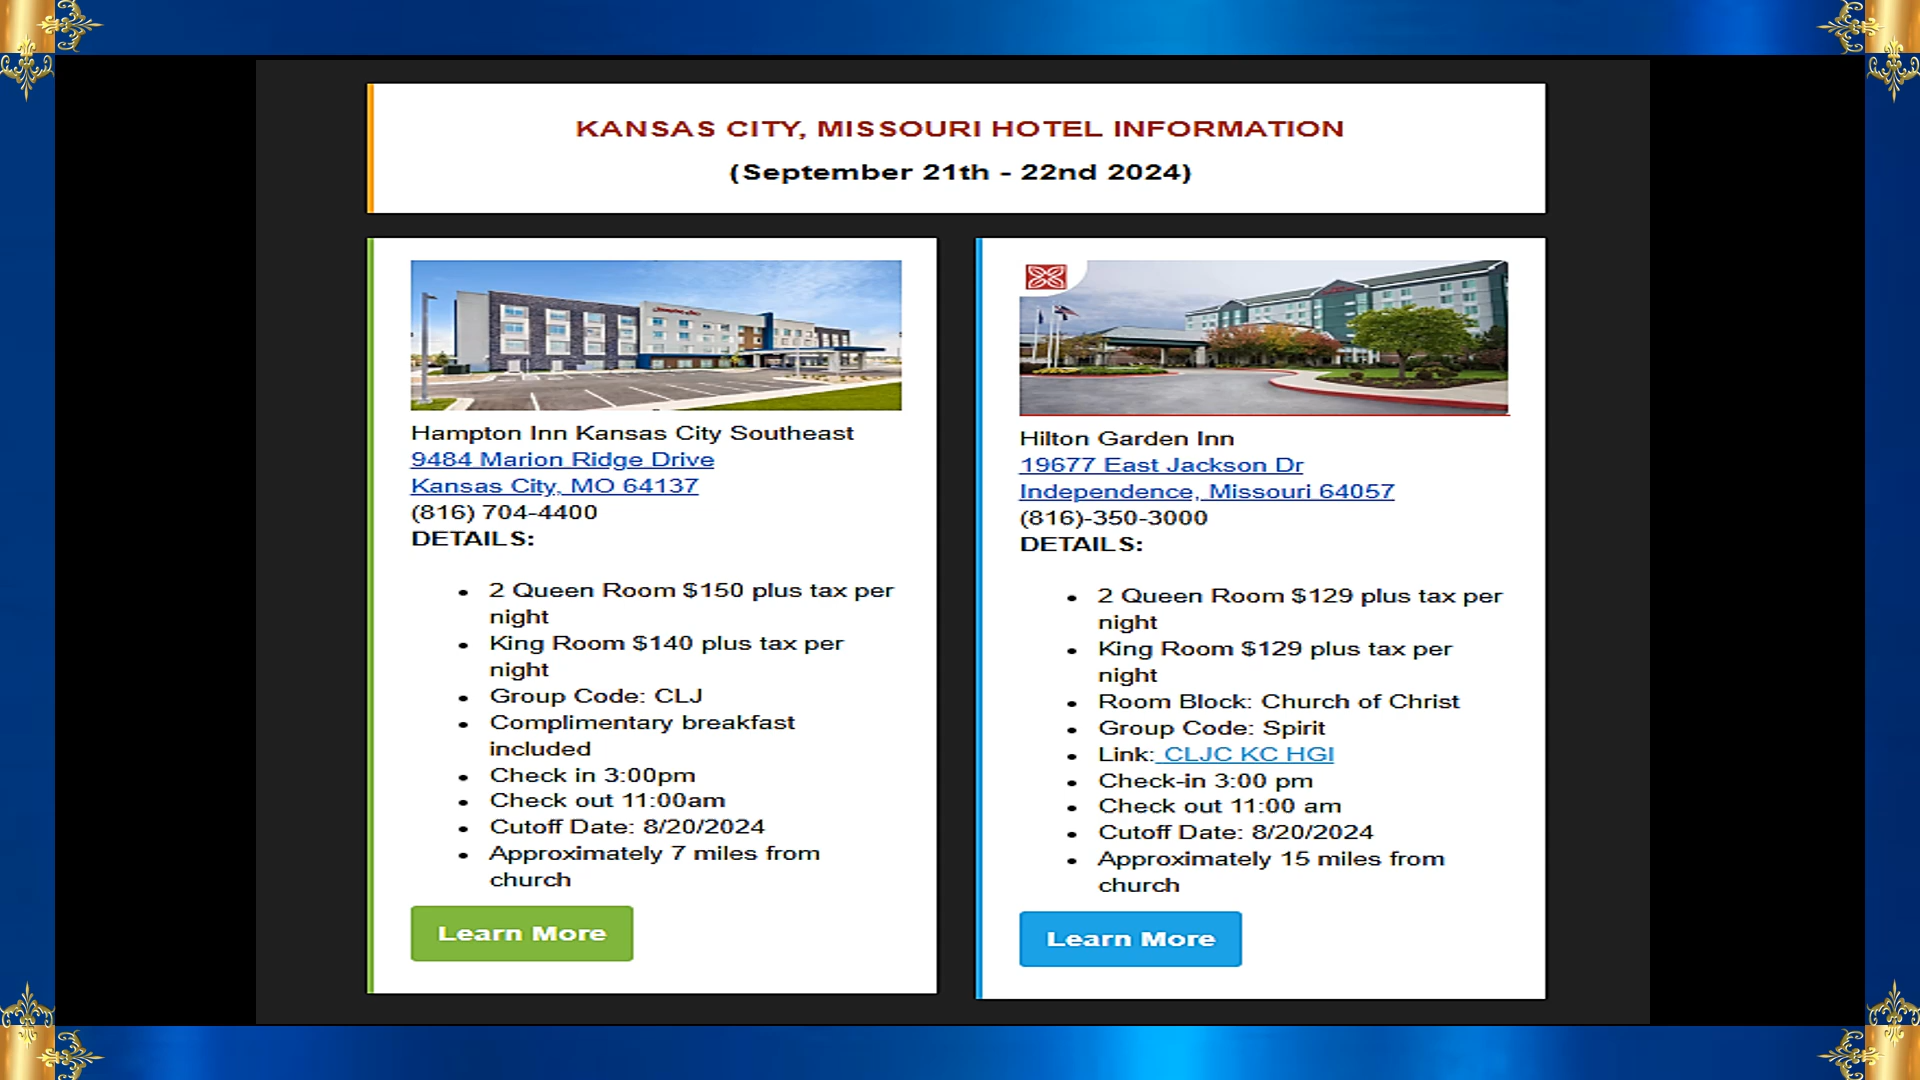 KANSAS CITY, MISSOURI HOTEL INFORMATION
(September 21th - 22nd 2024)
Hampton Inn Kansas City Southeast
9484 Marion Ridge Drive
Kansas City, MO 64137
(816) 704-4400
DETAILS:
2 Queen Room $150 plus tax per
night
King Room $140 plus tax per
night
Group Code: CLJ
Complimentary breakfast
included
Check in 3:00pm
Check out 11:00am
Cutoff Date: 8/20/2024
Approximately 7 miles from
church
Learn More
Hilton Garden Inn
19677 East Jackson Dr
Independence, Missouri 64057
(816)-350-3000
DETAILS:
2 Queen Room $129 plus tax per
night
King Room $129 plus tax per
night
Room Block: Church of Christ
Group Code: Spirit
Link: CLJC KC HGI
Check-in 3:00 pm
Check out 11:00 am
Cutoff Date: 8/20/2024
Approximately 15 miles from
church
Learn More